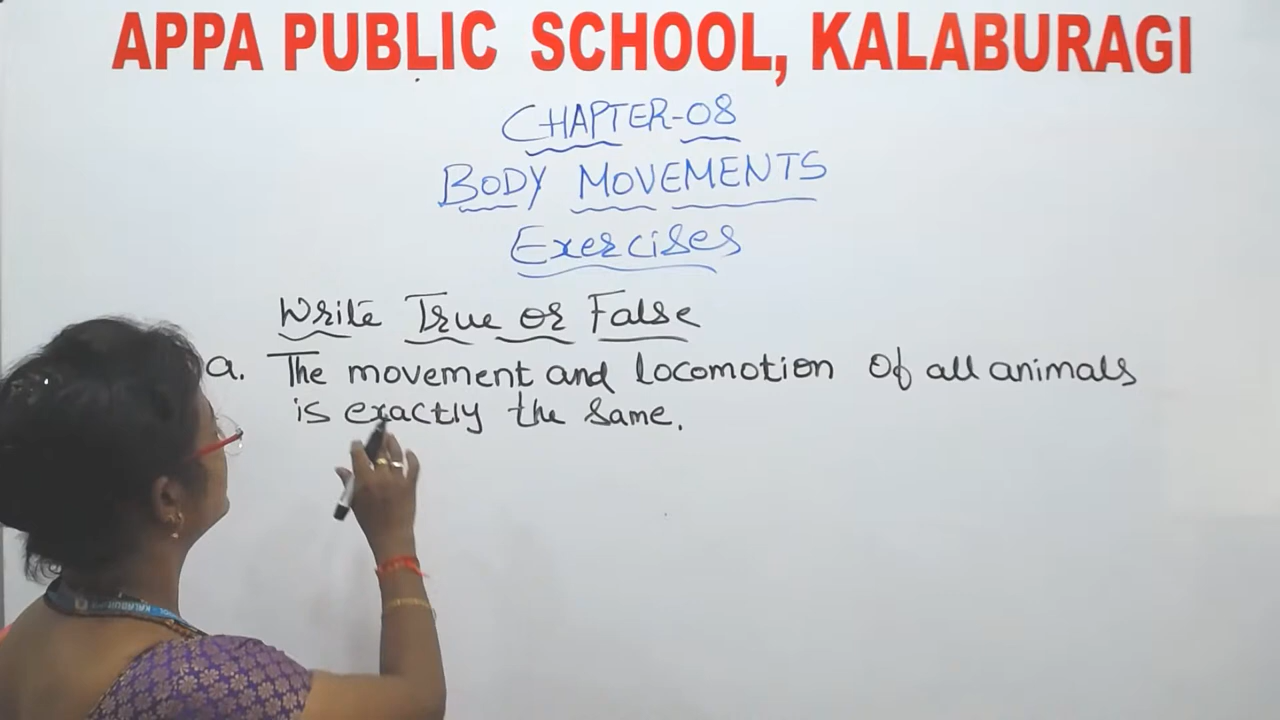 APPA PUBLIC SCHOOL, KALABURAGI
CHAPTER-08
BODY MOVEMENTS
Exercises
Write True or False
a. The movement and locomotion of all animals
is exactly the same.